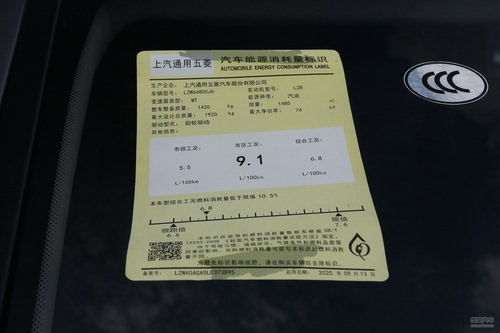 上汽通用五菱
汽车能源消耗量标识
AUTOMOBILE ENERGY CONSUMPTION LABEL
CCC
生产企业: 上汽通用五菱汽车股份有限公司
车辆型号: LZW6480CJA 发动机型号: L2B
变速器类型: MT 能源种类: 汽油
整车整备质量: 1420 kg 排量: 1485 mL
最大设计总质量: 1920 kg 最大净功率: 74 kW
驱动型式: 前轮驱动
其他信息:
市郊工况: 市区工况: 综合工况:
5.5 9.1 6.8
L/100km L/100km L/100km
本车型综合工况燃料消耗量低于限值 10.5%
6.8
领跑值 限值
6.6 7.6
备案号: 启用日期: 2020 年 09 月 13 日